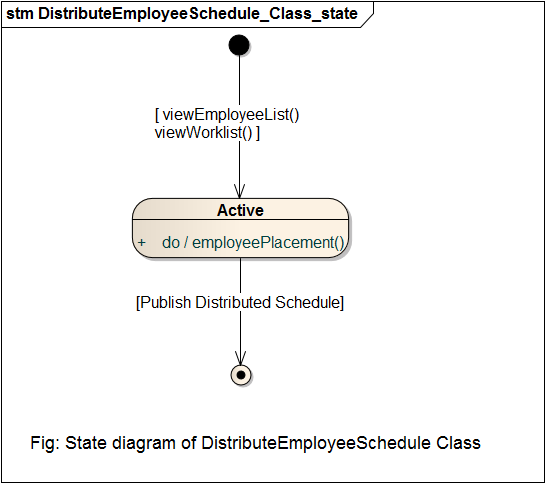 stm DistributeEmployeeSchedule_Class_state
[ viewEmployeeList()
viewWorklist() ]
Active
+ do / employeePlacement()
[Publish Distributed Schedule]
Fig: State diagram of DistributeEmployeeSchedule Class